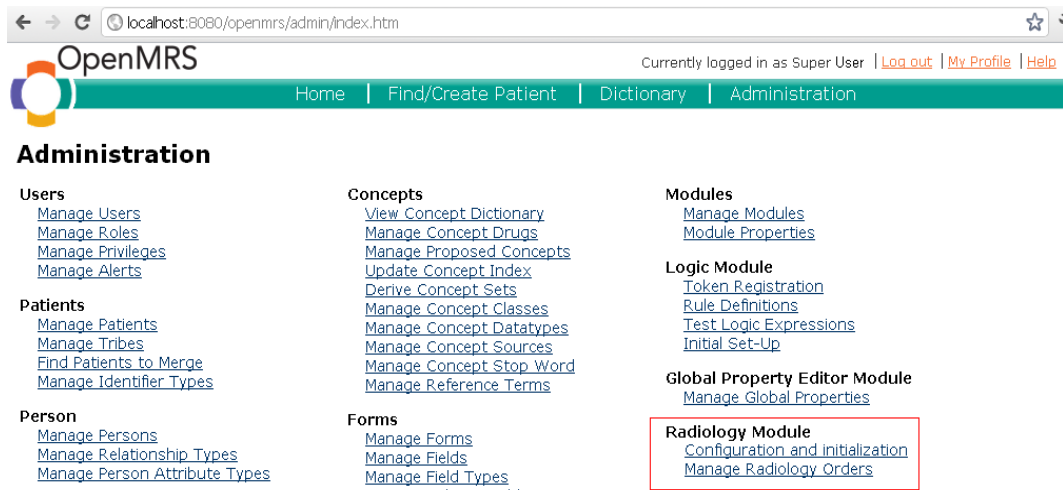 localhost:8080/openmrs/admin/index.htm
OpenMRS
Currently logged in as Super User | Log out | My Profile | Help
Home | Find/Create Patient | Dictionary | Administration
Administration
Users
Manage Users
Manage Roles
Manage Privileges
Manage Alerts
Patients
Manage Patients
Manage Tribes
Find Patients to Merge
Manage Identifier Types
Person
Manage Persons
Manage Relationship Types
Manage Person Attribute Types
Concepts
View Concept Dictionary
Manage Concept Drugs
Manage Proposed Concepts
Update Concept Index
Derive Concept Sets
Manage Concept Classes
Manage Concept Datatypes
Manage Concept Sources
Manage Concept Stop Word
Manage Reference Terms
Forms
Manage Forms
Manage Fields
Manage Field Types
Modules
Manage Modules
Module Properties
Logic Module
Token Registration
Rule Definitions
Test Logic Expressions
Initial Set-Up
Global Property Editor Module
Manage Global Properties
Radiology Module
Configuration and initialization
Manage Radiology Orders